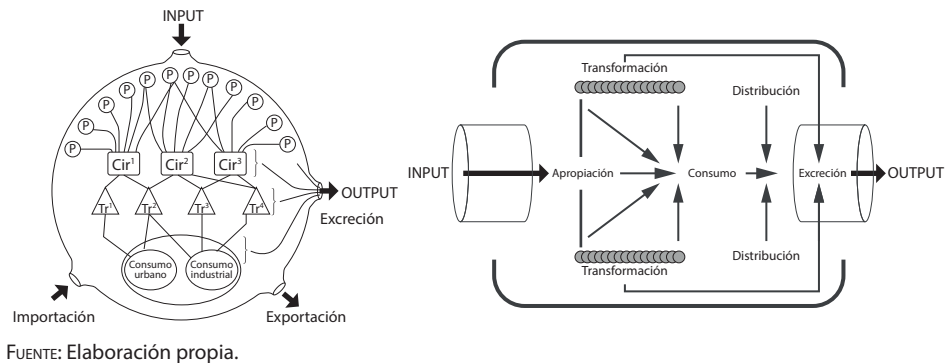 INPUT
P P P P P
P P
P P
P P
P
Cir¹ Cir² Cir³
Tr¹ Tr² Tr³ Tr⁴
OUTPUT
Excreción
Consumo
urbano
Consumo
industrial
Importación
Exportación
Transformación
Distribución
INPUT
Apropiación
Consumo
Excreción
OUTPUT
Transformación
Distribución
FUENTE: Elaboración propia.